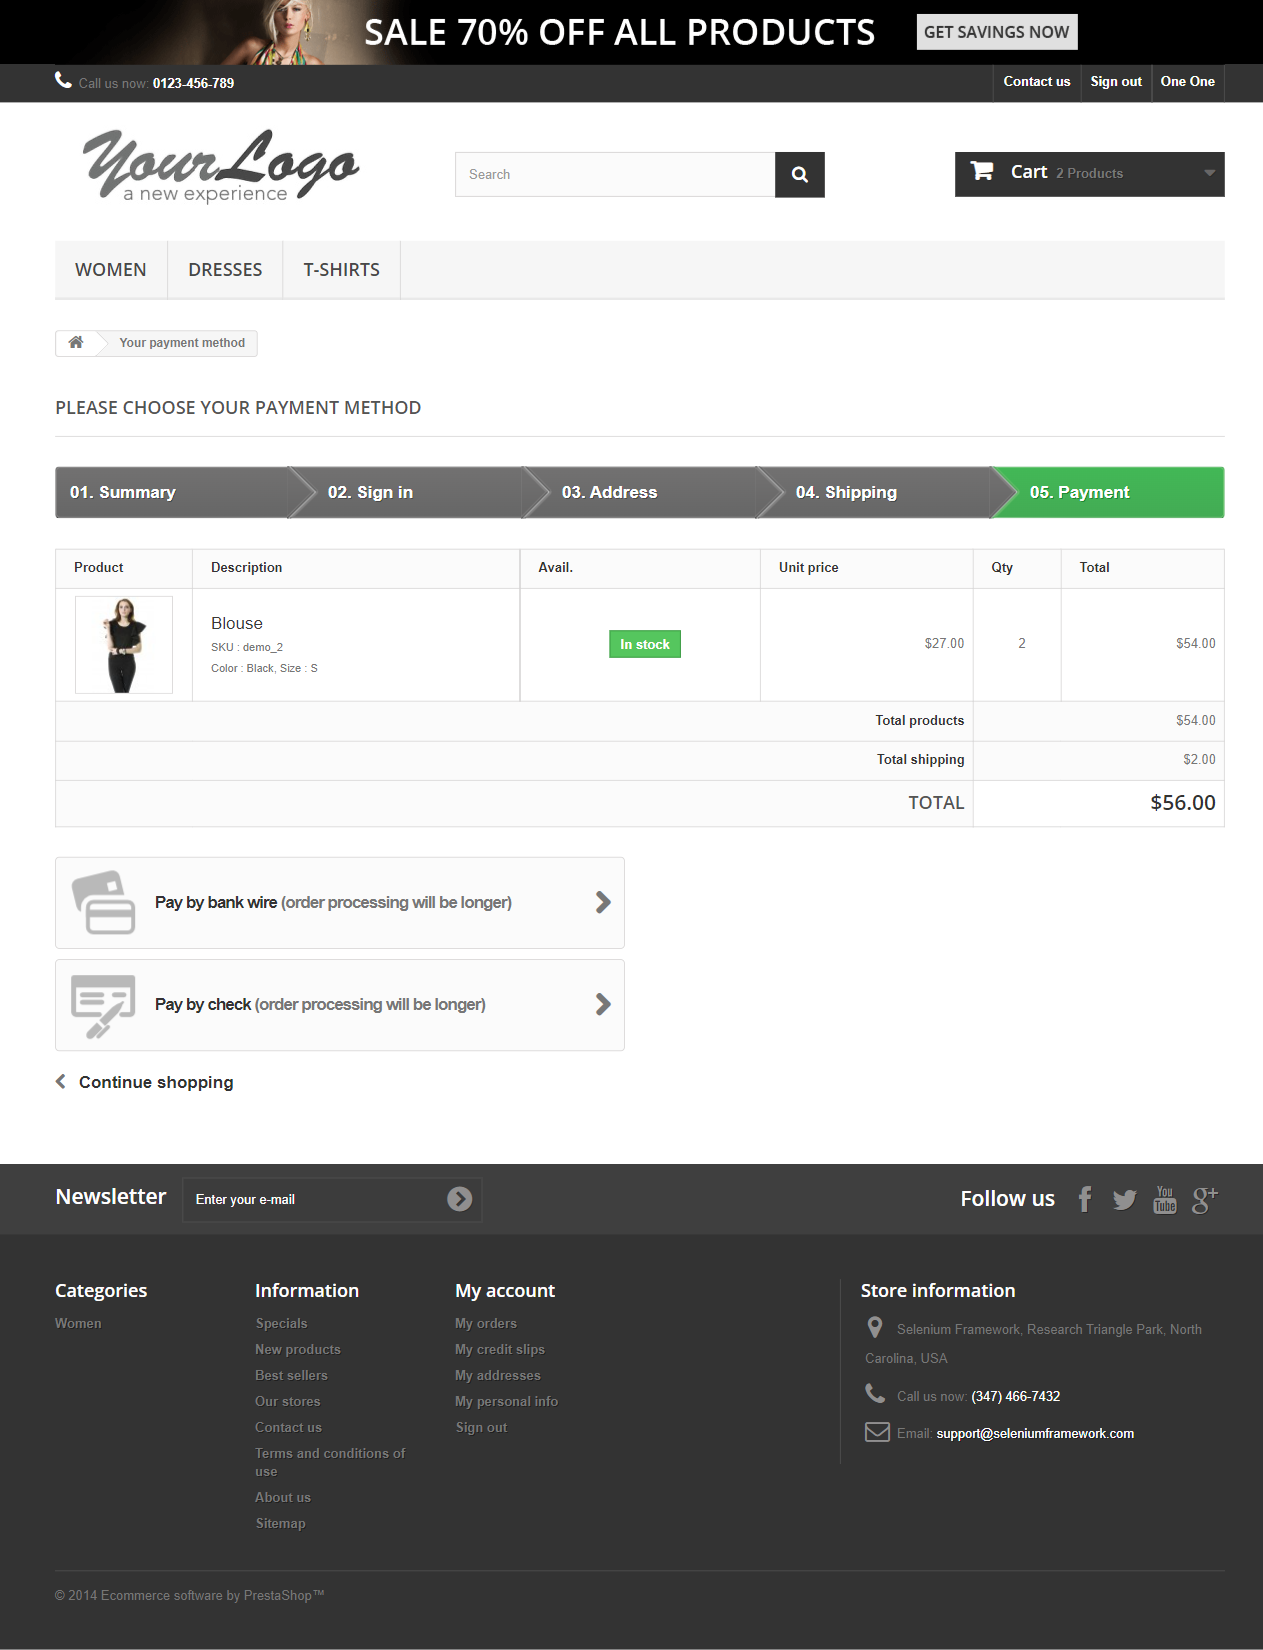 SALE 70% OFF ALL PRODUCTS GET SAVINGS NOW
Call us now: 0123-456-789 Contact us Sign out One One
YourLogo
a new experience
Search
Cart 2 Products
WOMEN DRESSES T-SHIRTS
Your payment method
PLEASE CHOOSE YOUR PAYMENT METHOD
01. Summary 02. Sign in 03. Address 04. Shipping 05. Payment
Product Description Avail. Unit price Qty Total
Blouse
SKU : demo_2
Color : Black, Size : S
In stock $27.00 2 $54.00
Total products $54.00
Total shipping $2.00
TOTAL $56.00
Pay by bank wire (order processing will be longer)
Pay by check (order processing will be longer)
Continue shopping
Newsletter Enter your e-mail Follow us You Tube g+
Categories
Women
Information
Specials
New products
Best sellers
Our stores
Contact us
Terms and conditions of
use
About us
Sitemap
My account
My orders
My credit slips
My addresses
My personal info
Sign out
Store information
Selenium Framework, Research Triangle Park, North
Carolina, USA
Call us now: (347) 466-7432
Email: support@seleniumframework.com
© 2014 Ecommerce software by PrestaShop™